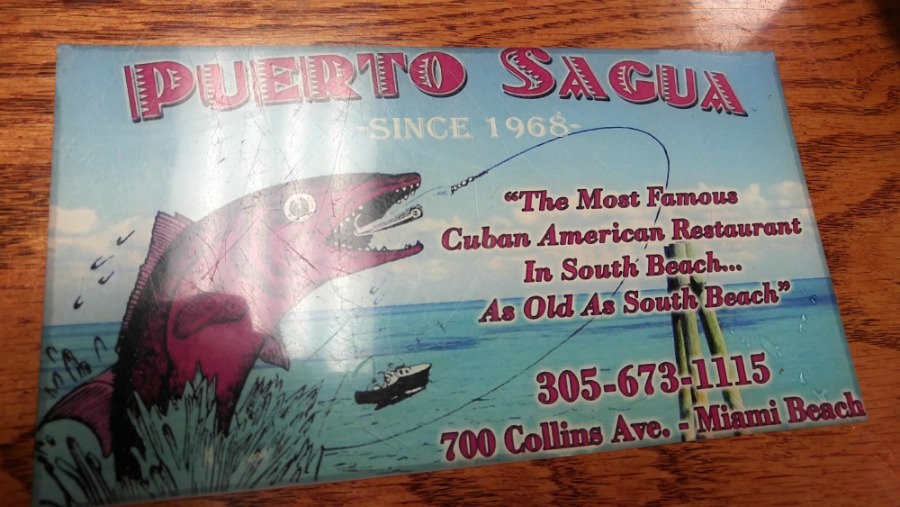 PUERTO SAGUA
-SINCE 1968-
“The Most Famous
Cuban American Restaurant
In South Beach...
As Old As South Beach”
305-673-1115
700 Collins Ave. - Miami Beach